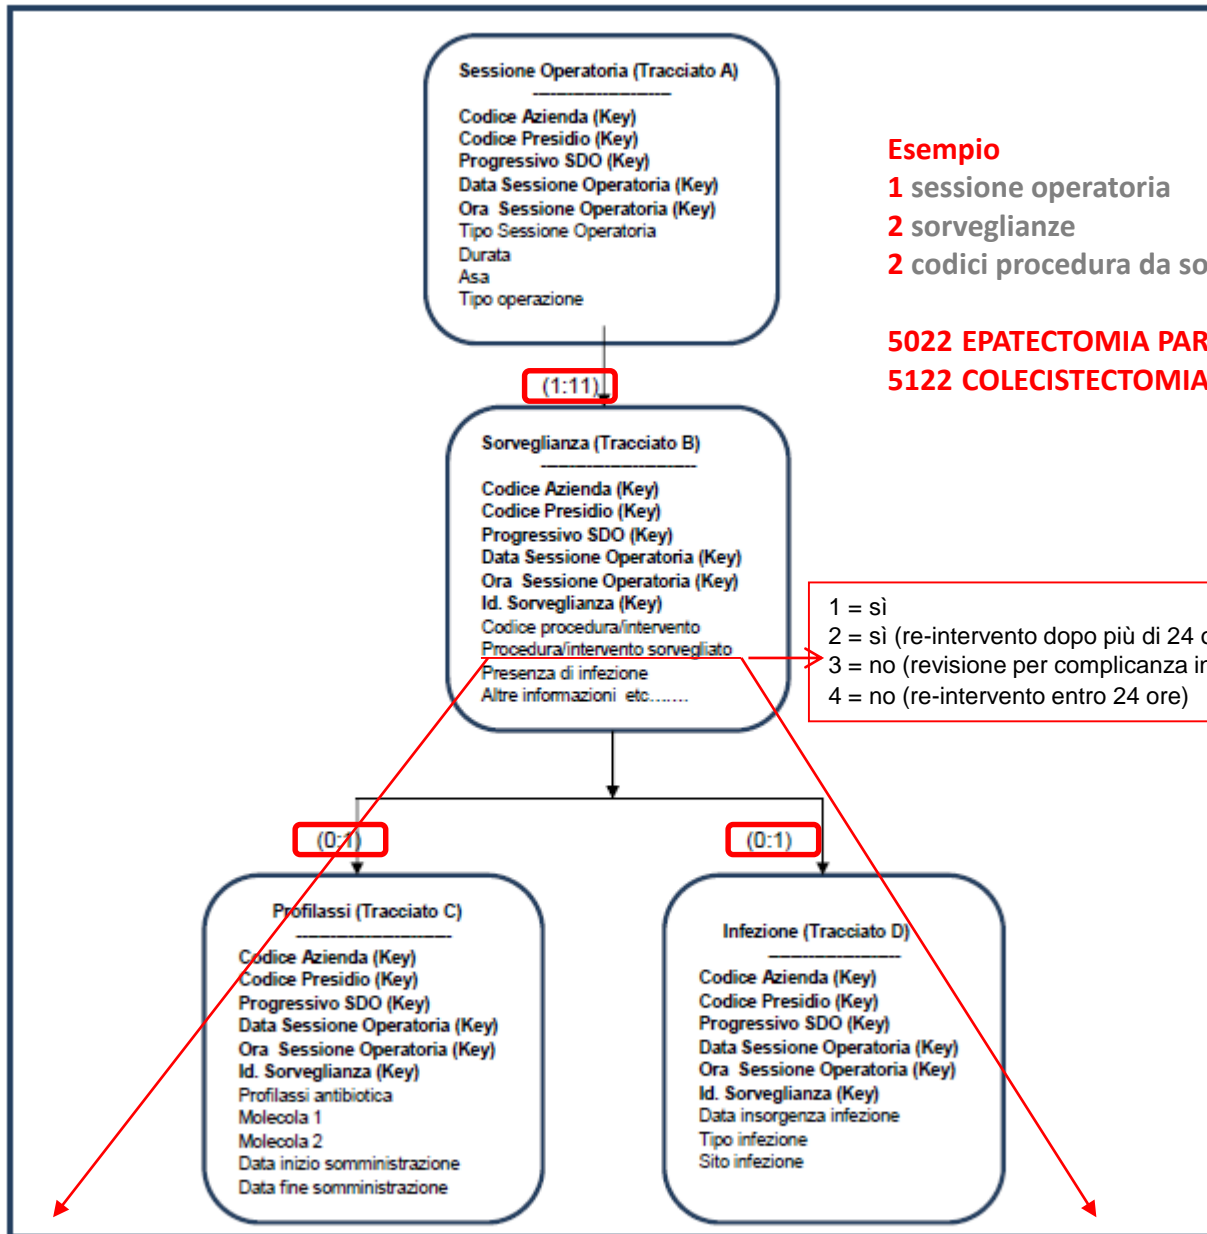 Sessione Operatoria (Tracciato A)
----------------------------
Codice Azienda (Key)
Codice Presidio (Key)
Progressivo SDO (Key)
Data Sessione Operatoria (Key)
Ora  Sessione Operatoria (Key)
Tipo Sessione Operatoria
Durata
Asa
Tipo operazione
Esempio
1 sessione operatoria
2 sorveglianze
2 codici procedura da so
5022 EPATECTOMIA PAR
5122 COLECISTECTOMIA
(1:11)
Sorveglianza (Tracciato B)
----------------------------
Codice Azienda (Key)
Codice Presidio (Key)
Progressivo SDO (Key)
Data Sessione Operatoria (Key)
Ora  Sessione Operatoria (Key)
Id. Sorveglianza (Key)
Codice procedura/intervento
Procedura/intervento sorvegliato
Presenza di infezione
Altre informazioni  etc.......
1 = sì
2 = sì (re-intervento dopo più di 24 o
3 = no (revisione per complicanza in
4 = no (re-intervento entro 24 ore)
(0:1)
(0:1)
Profilassi (Tracciato C)
----------------------------
Codice Azienda (Key)
Codice Presidio (Key)
Progressivo SDO (Key)
Data Sessione Operatoria (Key)
Ora  Sessione Operatoria (Key)
Id. Sorveglianza (Key)
Profilassi antibiotica
Molecola 1
Molecola 2
Data inizio somministrazione
Data fine somministrazione
Infezione (Tracciato D)
------------------------
Codice Azienda (Key)
Codice Presidio (Key)
Progressivo SDO (Key)
Data Sessione Operatoria (Key)
Ora  Sessione Operatoria (Key)
Id. Sorveglianza (Key)
Data insorgenza infezione
Tipo infezione
Sito infezione